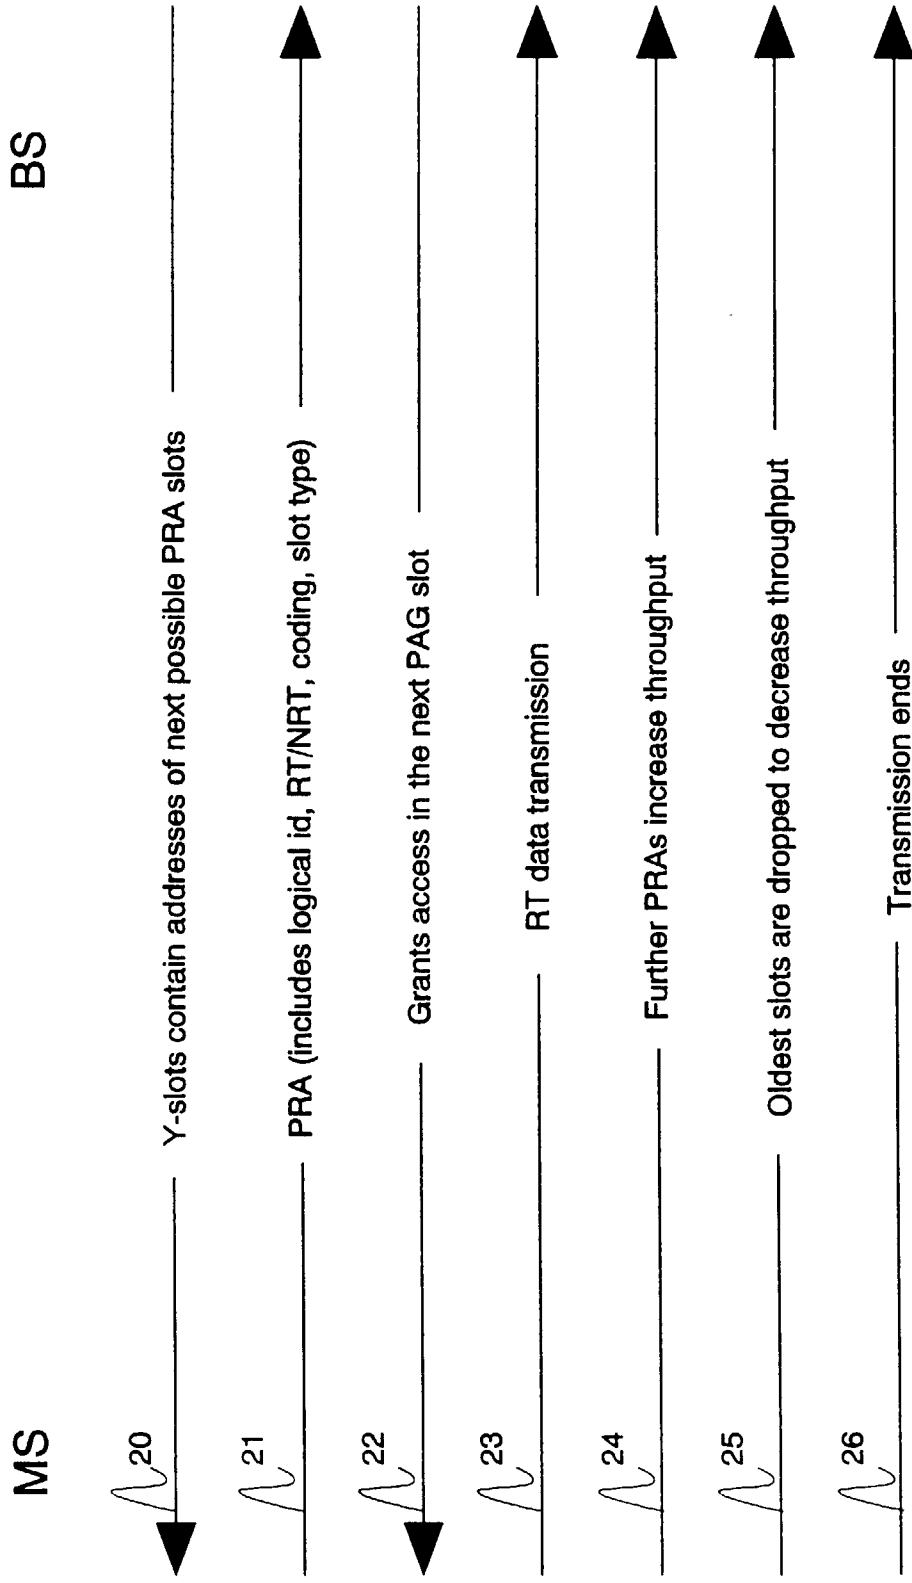 MS
BS
20
Y-slots contain addresses of next possible PRA slots
21
PRA (includes logical id, RT/NRT, coding, slot type)
22
Grants access in the next PAG slot
23
RT data transmission
24
Further PRAs increase throughput
25
Oldest slots are dropped to decrease throughput
26
Transmission ends